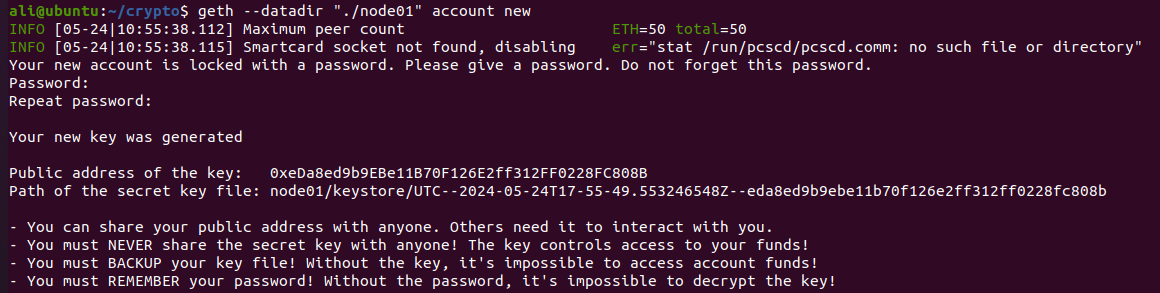 ali@ubuntu:~/crypto$ geth --datadir "./node01" account new
INFO [05-24|10:55:38.112] Maximum peer count                       ETH=50 total=50
INFO [05-24|10:55:38.115] Smartcard socket not found, disabling    err="stat /run/pcscd/pcscd.comm: no such file or directory"
Your new account is locked with a password. Please give a password. Do not forget this password.
Password:
Repeat password:
Your new key was generated
Public address of the key:   0xeDa8ed9b9EBe11B70F126E2ff312FF0228FC808B
Path of the secret key file: node01/keystore/UTC--2024-05-24T17-55-49.553246548Z--eda8ed9b9ebe11b70f126e2ff312ff0228fc808b
- You can share your public address with anyone. Others need it to interact with you.
- You must NEVER share the secret key with anyone! The key controls access to your funds!
- You must BACKUP your key file! Without the key, it's impossible to access account funds!
- You must REMEMBER your password! Without the password, it's impossible to decrypt the key!